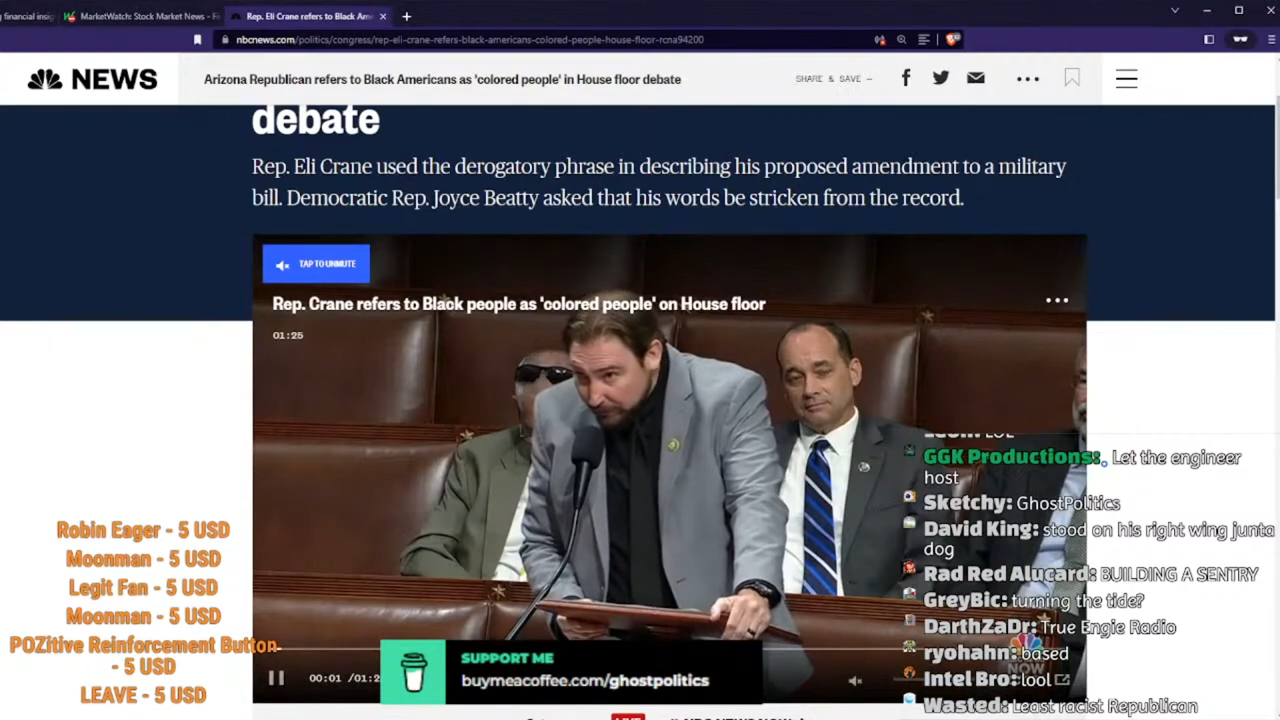 financial insig
MarketWatch: Stock Market News - Fi
Rep. Eli Crane refers to Black Am
nbcnews.com/politics/congress/rep-eli-crane-refers-black-americans-colored-people-house-floor-rcna94200
NEWS
Arizona Republican refers to Black Americans as 'colored people' in House floor debate
SHARE & SAVE —
debate
Rep. Eli Crane used the derogatory phrase in describing his proposed amendment to a military
bill. Democratic Rep. Joyce Beatty asked that his words be stricken from the record.
TAP TO UNMUTE
Rep. Crane refers to Black people as 'colored people' on House floor
01:25
LOL
GGK Productions: Let the engineer
host
Sketchy: GhostPolitics
David King: stood on his right wing junta
dog
Rad Red Alucard: BUILDING A SENTRY
GreyBic: turning the tide?
DarthZaDr: True Engie Radio
ryohahn: based
NOW
Intel Bro: lool
Wasted: Least racist Republican
Robin Eager - 5 USD
Moonman - 5 USD
Legit Fan - 5 USD
Moonman - 5 USD
POZitive Reinforcement Button
- 5 USD
LEAVE - 5 USD
00:01 / 01:2
SUPPORT ME
buymeacoffee.com/ghostpolitics